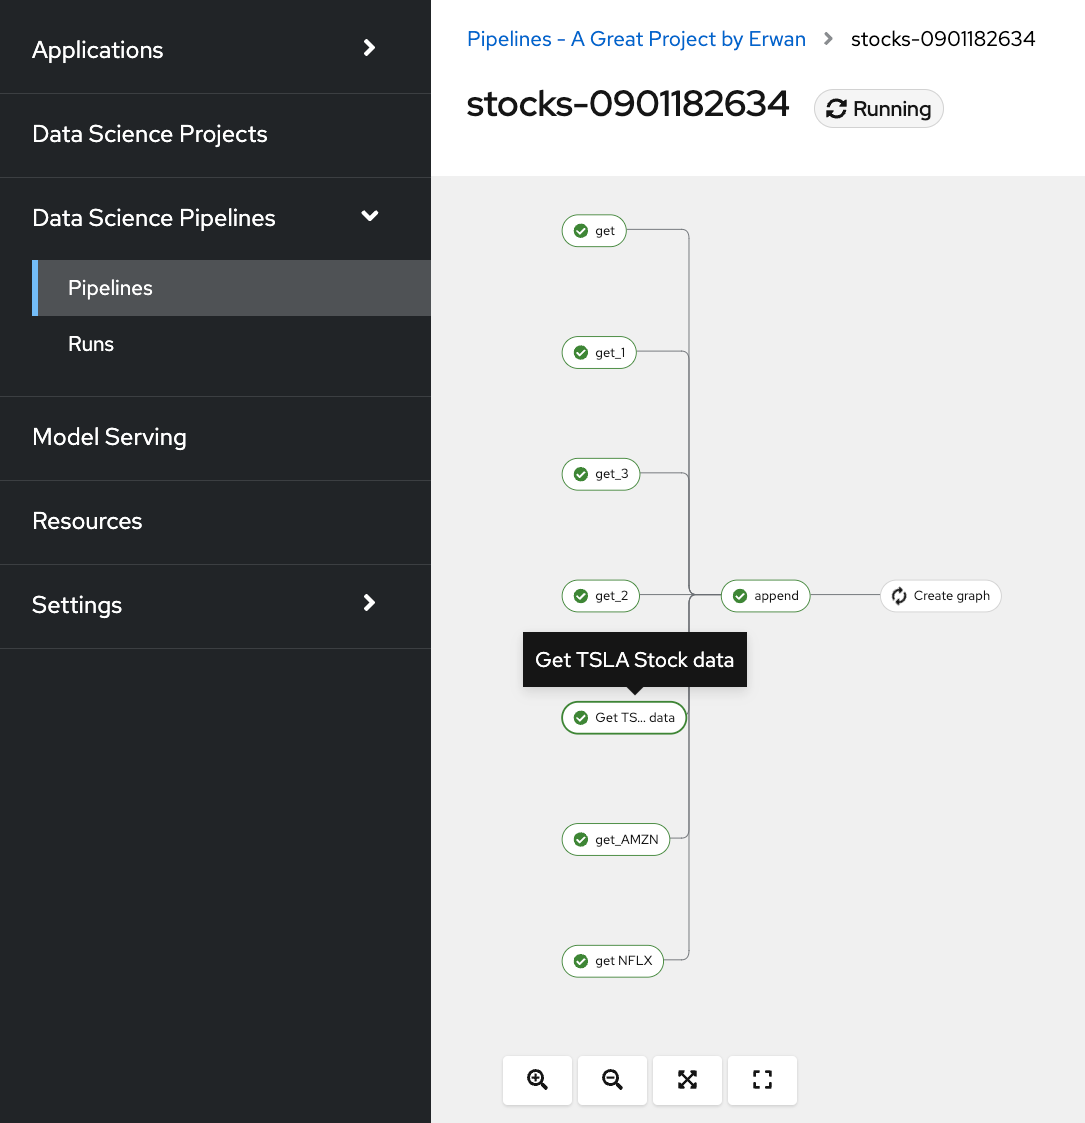 Applications
Data Science Projects
Data Science Pipelines
Pipelines
Runs
Model Serving
Resources
Settings
Pipelines - A Great Project by Erwan > stocks-0901182634
stocks-0901182634 Running
get
get_1
get_3
get_2 append Create graph
Get TSLA Stock data
Get TS... data
get_AMZN
get NFLX